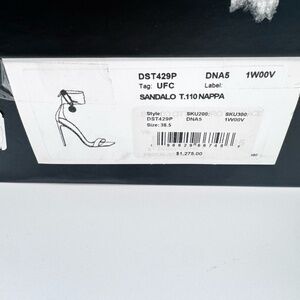 DST429P DNA5 1W00V
Tag: UFC Label:
SANDALO T.110 NAPPA
Style: SKU200: SKU300:
DST429P DNA5 1W00V
Size: 38.5
$1,275.00